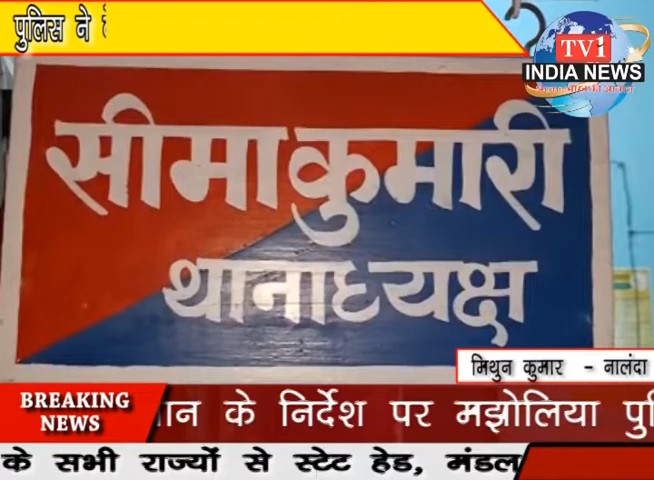 पुलिस ने
TV1
INDIA NEWS
सीमा कुमारी
थानाध्यक्ष
मिथुन कुमार - नालंदा
BREAKING
NEWS
के निर्देश पर मझोलिया
के सभी राज्यों से स्टेट हेड, मंडल